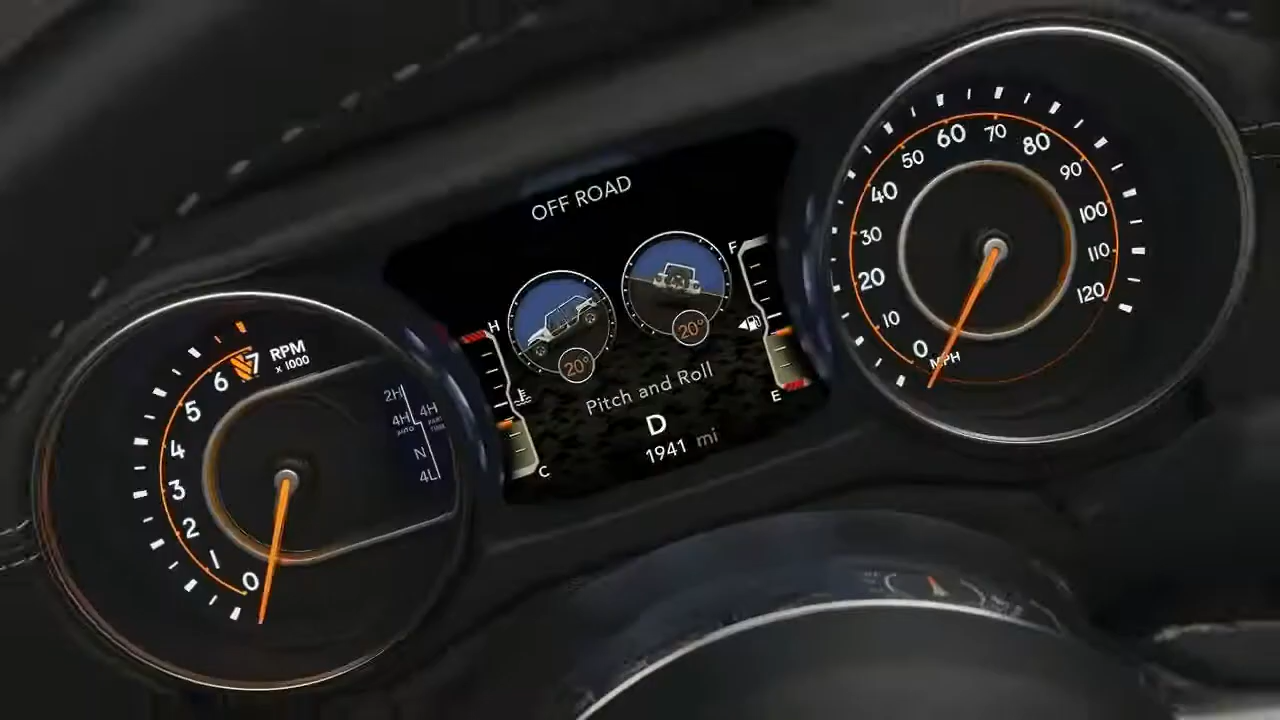 OFF ROAD
H
F
20°
20°
Pitch and Roll
C
E
D
1941 mi
RPM
x 1000
0
1
2
3
4
5
6
7
2H
4H AUTO
4H PART TIME
N
4L
MPH
0
10
20
30
40
50
60
70
80
90
100
110
120